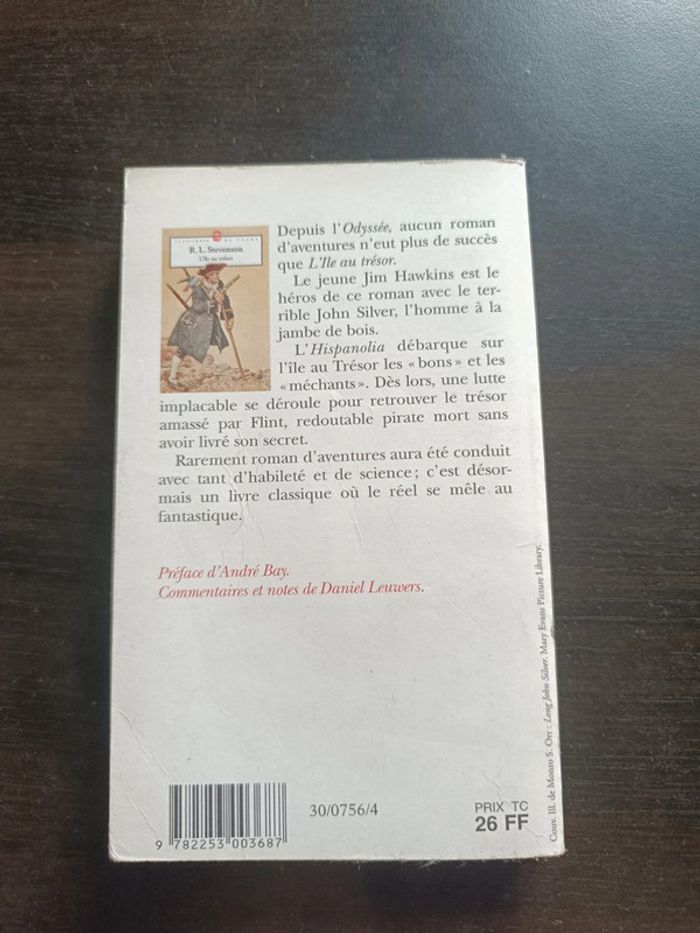 CLASSIQUES DE POCHE
R. L. Stevenson
L'Ile au trésor
Depuis l'Odyssée, aucun roman
d'aventures n'eut plus de succès
que L'Ile au trésor.
Le jeune Jim Hawkins est le
héros de ce roman avec le ter-
rible John Silver, l'homme à la
jambe de bois.
L'Hispanolia débarque sur
l'île au Trésor les « bons » et les
« méchants ». Dès lors, une lutte
implacable se déroule pour retrouver le trésor
amassé par Flint, redoutable pirate mort sans
avoir livré son secret.
Rarement roman d'aventures aura été conduit
avec tant d'habileté et de science ; c'est désor-
mais un livre classique où le réel se mêle au
fantastique.
Préface d'André Bay.
Commentaires et notes de Daniel Leuwers.
Couv. Ill. de Monro S. Orr : Long John Silver. Mary Evans Picture Library.
9 782253 003687
30/0756/4
PRIX TC
26 FF